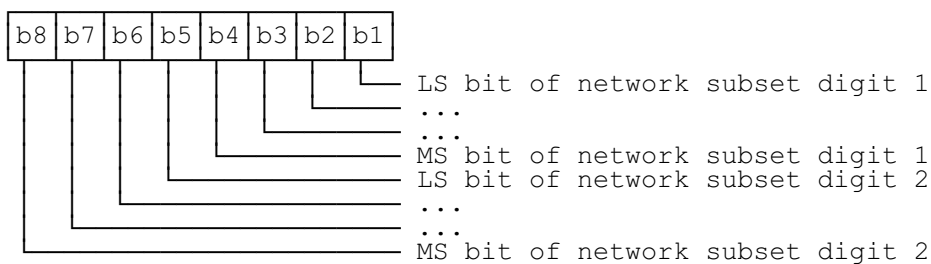 b8 b7 b6 b5 b4 b3 b2 b1
LS bit of network subset digit 1
...
...
MS bit of network subset digit 1
LS bit of network subset digit 2
...
...
MS bit of network subset digit 2